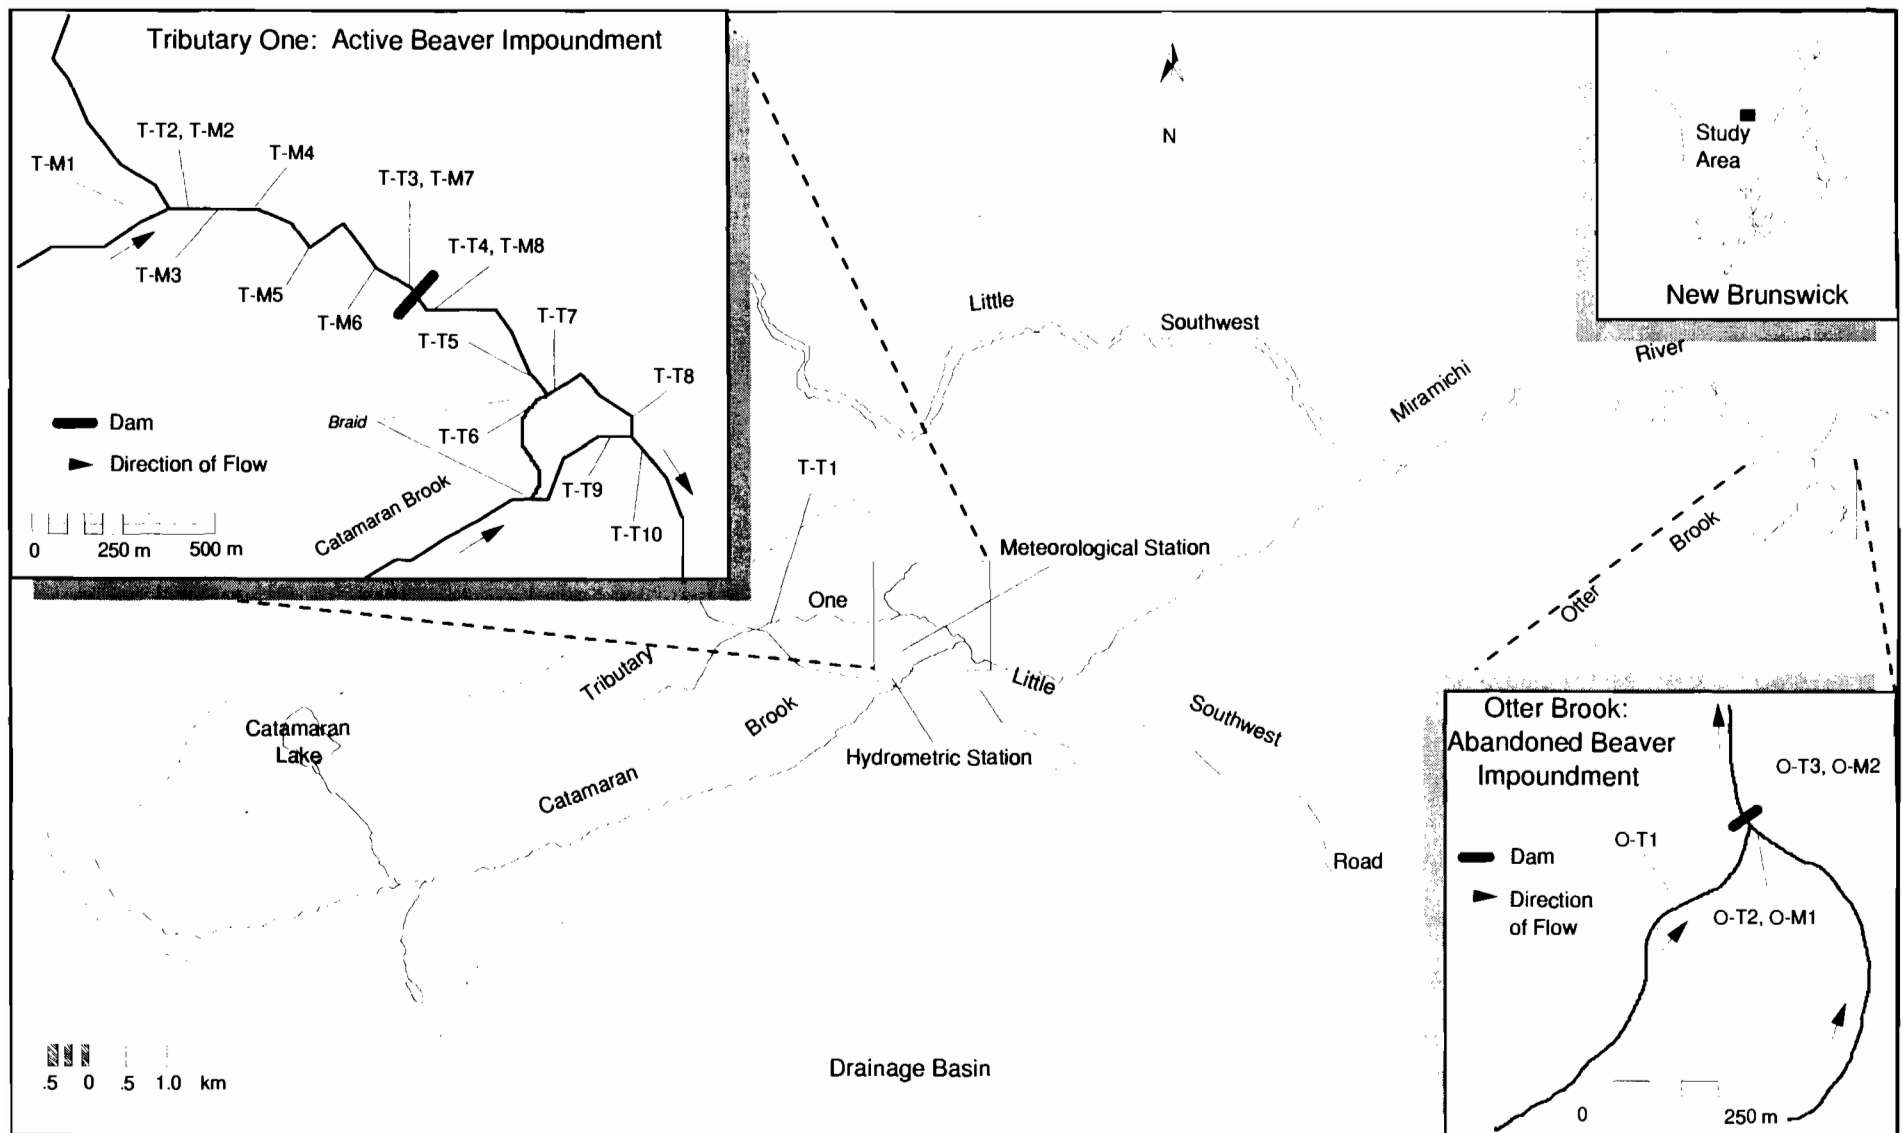 Tributary One: Active Beaver Impoundment
T-T2, T-M2
T-M1
T-M4
T-T3, T-M7
T-T4, T-M8
T-M3
T-M5
T-M6
T-T7
T-T5
T-T8
Braid
T-T6
T-T9
T-T10
Catamaran Brook
Dam
Direction of Flow
0 250 m 500 m
N
Study
Area
New Brunswick
Little
Southwest
Miramichi
River
T-T1
Meteorological Station
One
Tributary
Brook
Little
Southwest
Otter
Brook
Catamaran
Lake
Hydrometric Station
Catamaran
Road
Otter Brook:
Abandoned Beaver
Impoundment
O-T3, O-M2
O-T1
Dam
O-T2, O-M1
Direction
of Flow
0 250 m
.5 0 .5 1.0 km
Drainage Basin